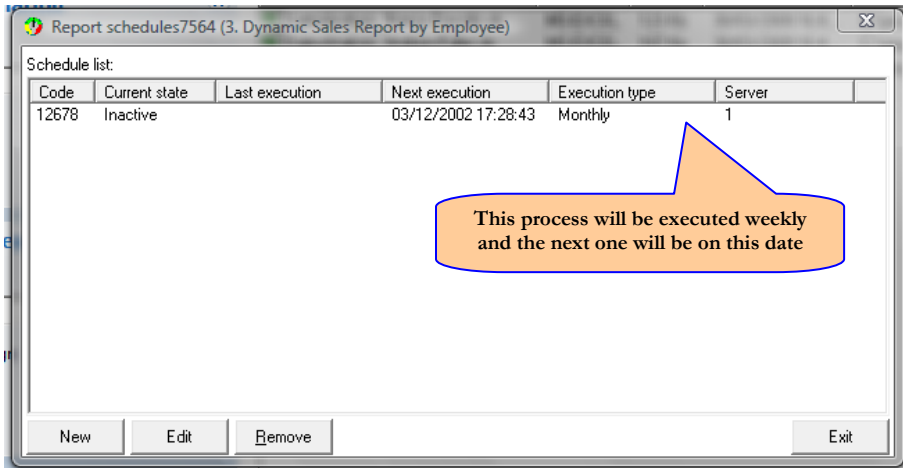 Report schedules7564 (3. Dynamic Sales Report by Employee)
Schedule list:
Code Current state Last execution Next execution Execution type Server
12678 Inactive 03/12/2002 17:28:43 Monthly 1
This process will be executed weekly
and the next one will be on this date
New Edit Remove Exit